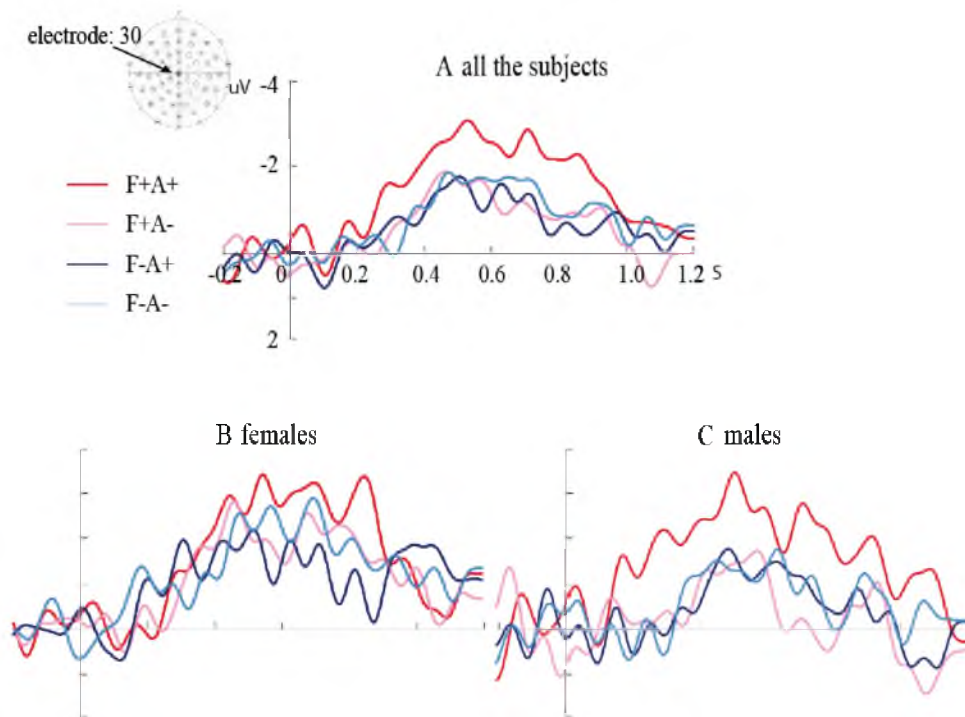 electrode: 30
uV
A all the subjects
-4
-2
2
-0.2 0 0.2 0.4 0.6 0.8 1.0 1.2 S
F+A+
F+A-
F-A+
F-A-
B females
C males